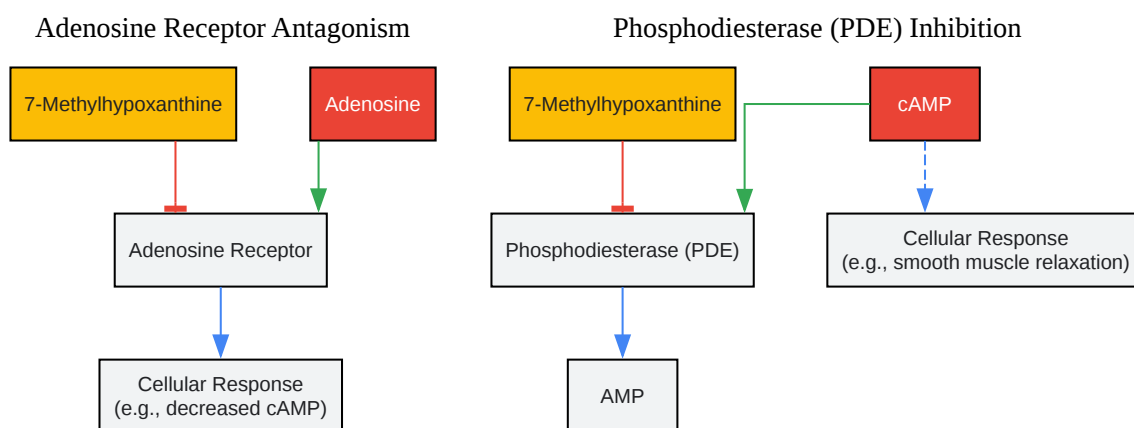 Adenosine Receptor Antagonism
7-Methylhypoxanthine
Adenosine
Adenosine Receptor
Cellular Response
(e.g., decreased cAMP)
Phosphodiesterase (PDE) Inhibition
7-Methylhypoxanthine
cAMP
Phosphodiesterase (PDE)
Cellular Response
(e.g., smooth muscle relaxation)
AMP